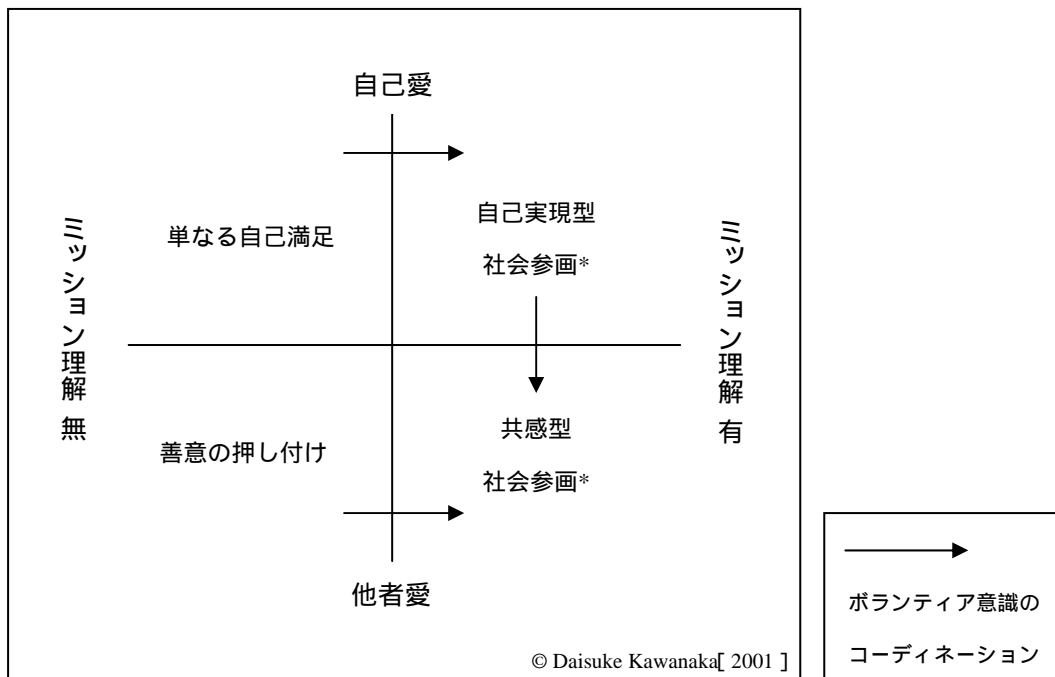 自己愛
ミッション理解 無
単なる自己満足
自己実現型
社会参画*
ミッション理解 有
善意の押し付け
共感型
社会参画*
他者愛
© Daisuke Kawanaka[ 2001 ]
ボランティア意識の
コーディネーション